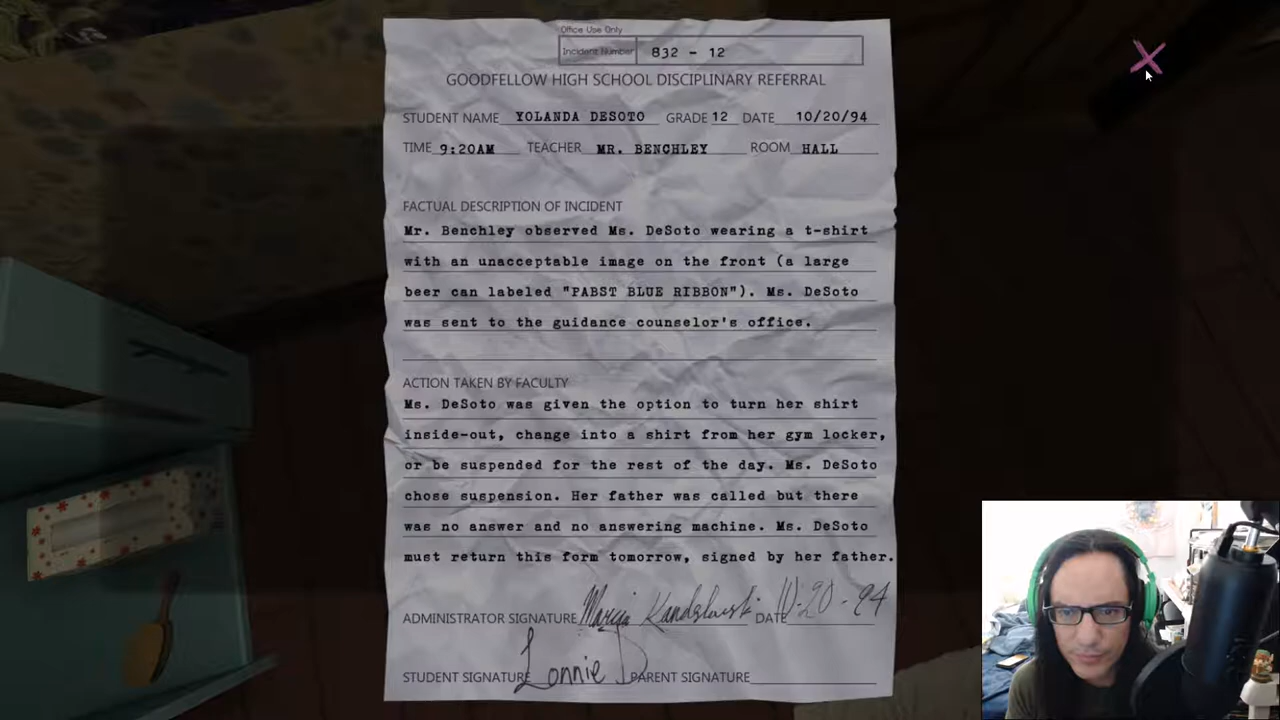 Office Use Only
Incident Number 832 - 12
GOODFELLOW HIGH SCHOOL DISCIPLINARY REFERRAL
STUDENT NAME YOLANDA DESOTO GRADE 12 DATE 10/20/94
TIME 9:20AM TEACHER MR. BENCHLEY ROOM HALL
FACTUAL DESCRIPTION OF INCIDENT
Mr. Benchley observed Ms. DeSoto wearing a t-shirt
with an unacceptable image on the front (a large
beer can labeled "PABST BLUE RIBBON"). Ms. DeSoto
was sent to the guidance counselor's office.
ACTION TAKEN BY FACULTY
Ms. DeSoto was given the option to turn her shirt
inside-out, change into a shirt from her gym locker,
or be suspended for the rest of the day. Ms. DeSoto
chose suspension. Her father was called but there
was no answer and no answering machine. Ms. DeSoto
must return this form tomorrow, signed by her father.
ADMINISTRATOR SIGNATURE DATE 10-20-94
STUDENT SIGNATURE Lonnie D PARENT SIGNATURE